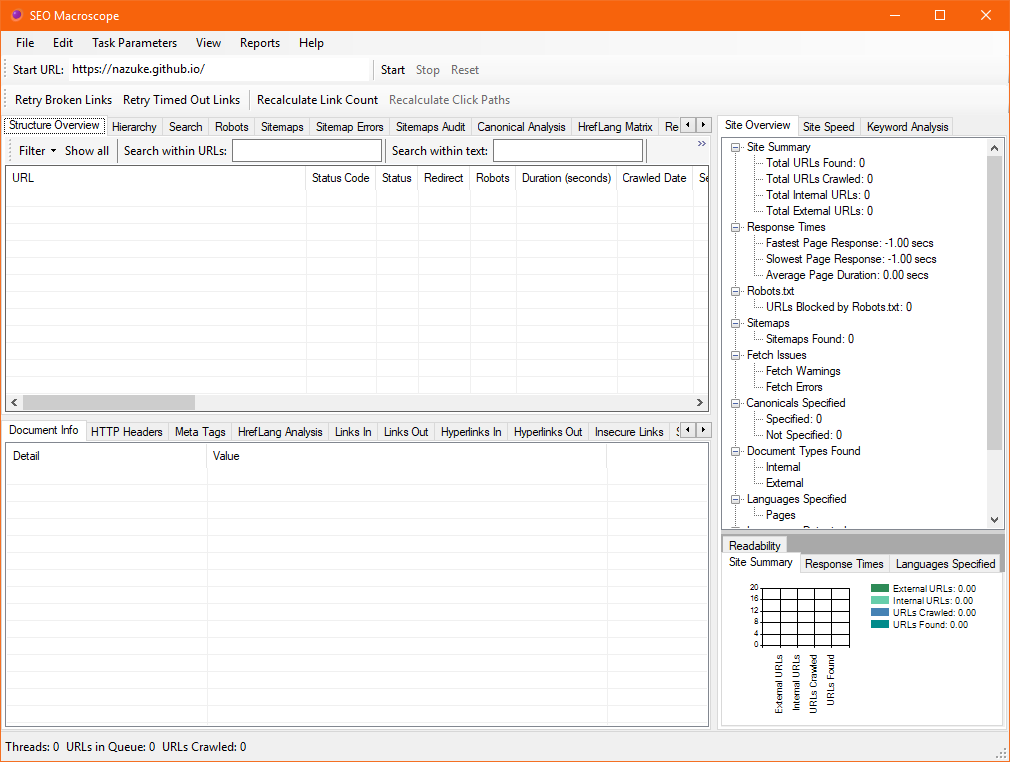 SEO Macroscope
File Edit Task Parameters View Reports Help
Start URL: https://nazuke.github.io/ Start Stop Reset
Retry Broken Links Retry Timed Out Links Recalculate Link Count Recalculate Click Paths
Structure Overview Hierarchy Search Robots Sitemaps Sitemap Errors Sitemaps Audit Canonical Analysis HrefLang Matrix Re
Filter Show all Search within URLs: Search within text: »
URL Status Code Status Redirect Robots Duration (seconds) Crawled Date Se
Document Info HTTP Headers Meta Tags HrefLang Analysis Links In Links Out Hyperlinks In Hyperlinks Out Insecure Links
Detail Value
Site Overview Site Speed Keyword Analysis
Site Summary
Total URLs Found: 0
Total URLs Crawled: 0
Total Internal URLs: 0
Total External URLs: 0
Response Times
Fastest Page Response: -1.00 secs
Slowest Page Response: -1.00 secs
Average Page Duration: 0.00 secs
Robots.txt
URLs Blocked by Robots.txt: 0
Sitemaps
Sitemaps Found: 0
Fetch Issues
Fetch Warnings
Fetch Errors
Canonicals Specified
Specified: 0
Not Specified: 0
Document Types Found
Internal
External
Languages Specified
Pages
Readability
Site Summary Response Times Languages Specified
20
16
12
8
4
0
External URLs
Internal URLs
URLs Crawled
URLs Found
External URLs: 0.00
Internal URLs: 0.00
URLs Crawled: 0.00
URLs Found: 0.00
Threads: 0 URLs in Queue: 0 URLs Crawled: 0